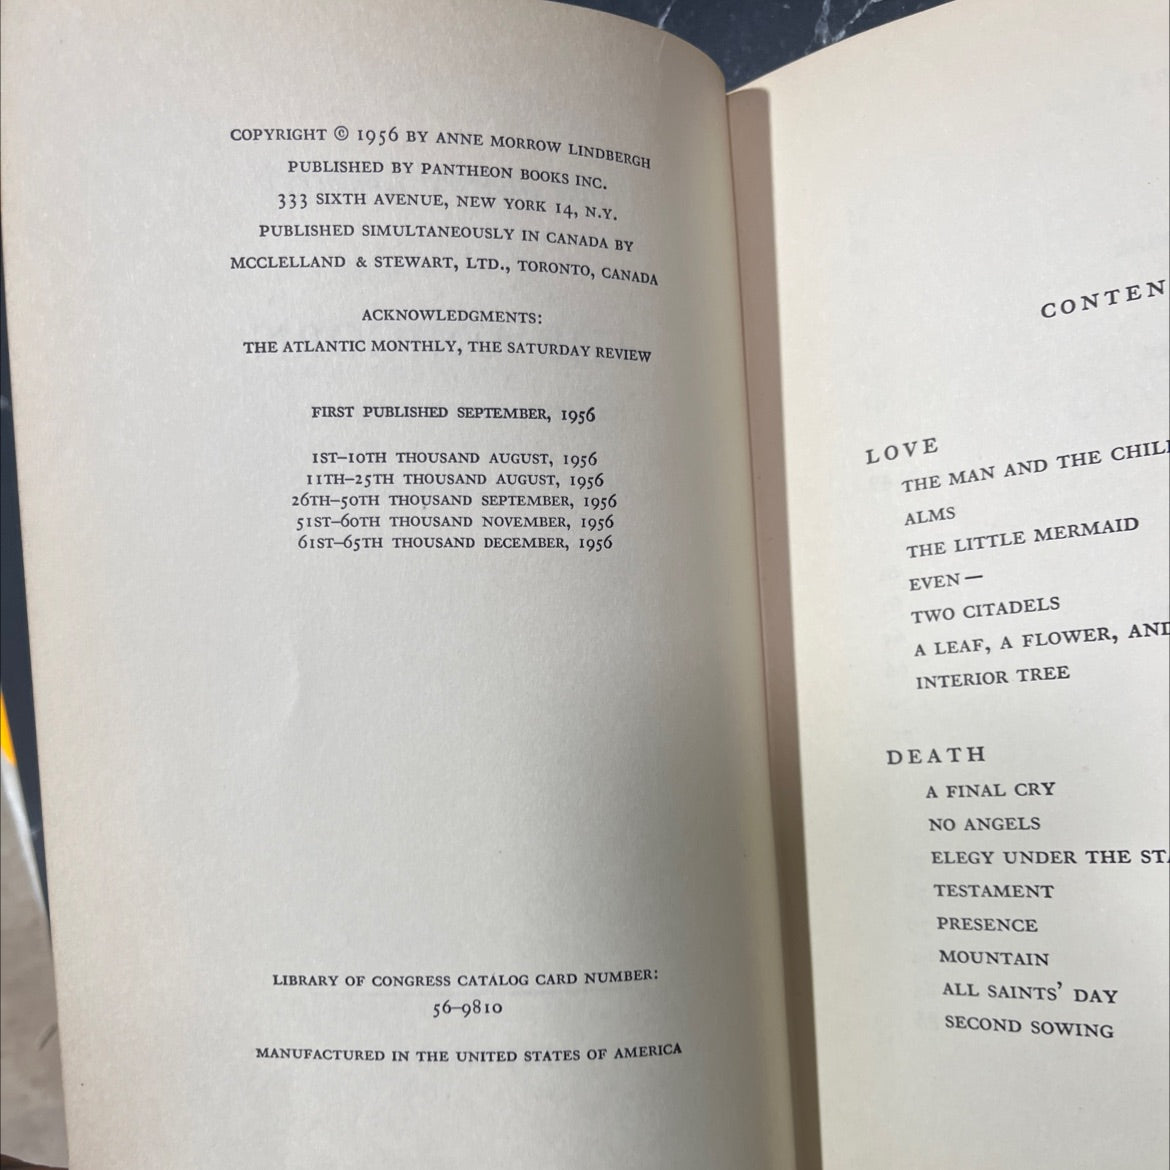 COPYRIGHT © 1956 BY ANNE MORROW LINDBERGH
PUBLISHED BY PANTHEON BOOKS INC.
333 SIXTH AVENUE, NEW YORK 14, N.Y.
PUBLISHED SIMULTANEOUSLY IN CANADA BY
MCCLELLAND & STEWART, LTD., TORONTO, CANADA
ACKNOWLEDGMENTS:
THE ATLANTIC MONTHLY, THE SATURDAY REVIEW
FIRST PUBLISHED SEPTEMBER, 1956
1ST–10TH THOUSAND AUGUST, 1956
11TH–25TH THOUSAND AUGUST, 1956
26TH–50TH THOUSAND SEPTEMBER, 1956
51ST–60TH THOUSAND NOVEMBER, 1956
61ST–65TH THOUSAND DECEMBER, 1956
LIBRARY OF CONGRESS CATALOG CARD NUMBER:
56–9810
MANUFACTURED IN THE UNITED STATES OF AMERICA
CONTEN
LOVE
THE MAN AND THE CHIL
ALMS
THE LITTLE MERMAID
EVEN—
TWO CITADELS
A LEAF, A FLOWER, AND
INTERIOR TREE
DEATH
A FINAL CRY
NO ANGELS
ELEGY UNDER THE STA
TESTAMENT
PRESENCE
MOUNTAIN
ALL SAINTS' DAY
SECOND SOWING